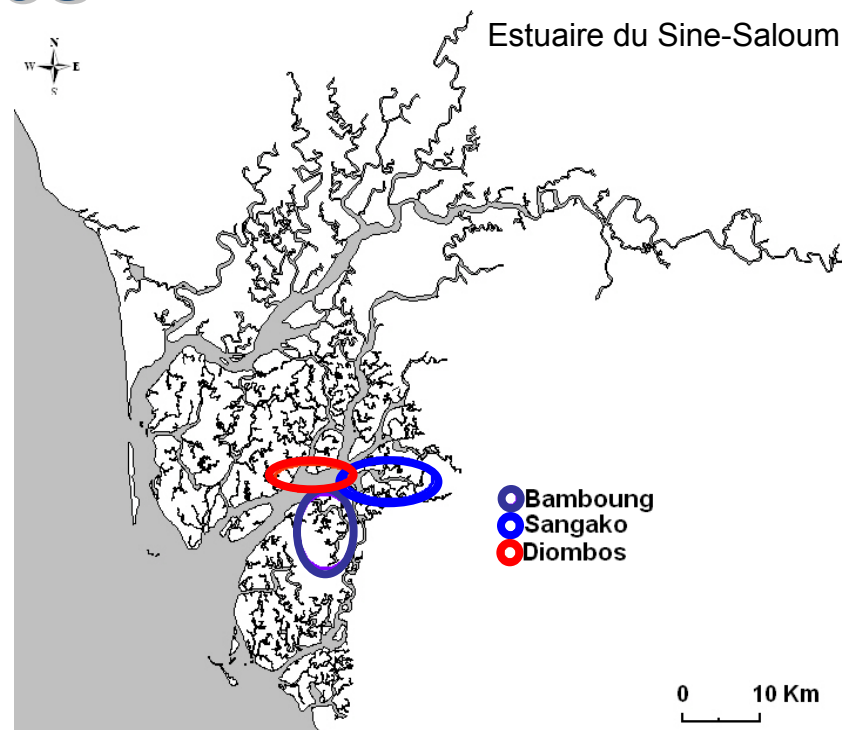 Estuaire du Sine-Saloum
N
W E
S
Bamboung
Sangako
Diombos
0 10 Km